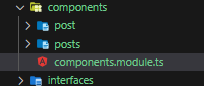 components
post
posts
components.module.ts
interfaces